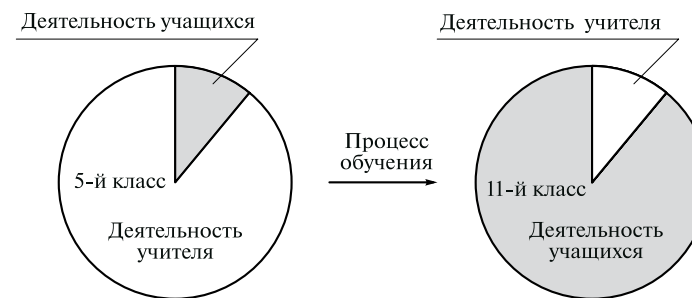 Деятельность учащихся
Деятельность учителя
5-й класс
Деятельность
учителя
Процесс
обучения
11-й класс
Деятельность
учащихся